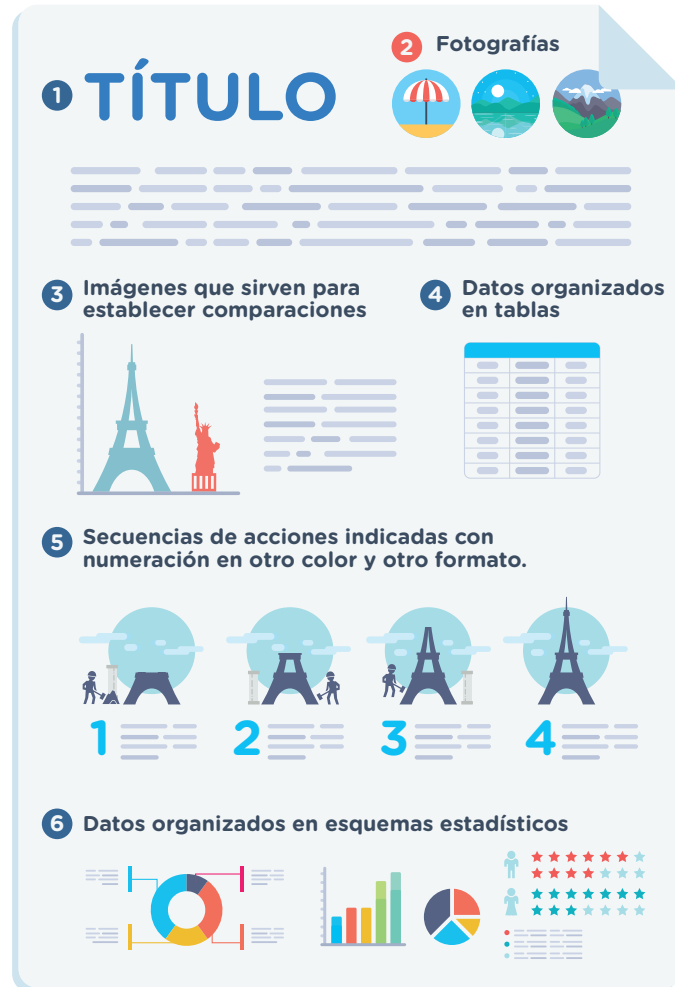 1 TÍTULO
2 Fotografías
3 Imágenes que sirven para
establecer comparaciones
4 Datos organizados
en tablas
5 Secuencias de acciones indicadas con
numeración en otro color y otro formato.
1
2
3
4
6 Datos organizados en esquemas estadísticos